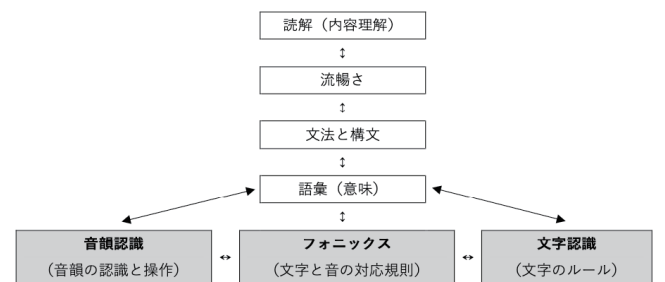 読解（内容理解）
↕
流暢さ
↕
文法と構文
↕
語彙（意味）
↕
音韻認識
（音韻の認識と操作）
↔
フォニックス
（文字と音の対応規則）
↔
文字認識
（文字のルール）